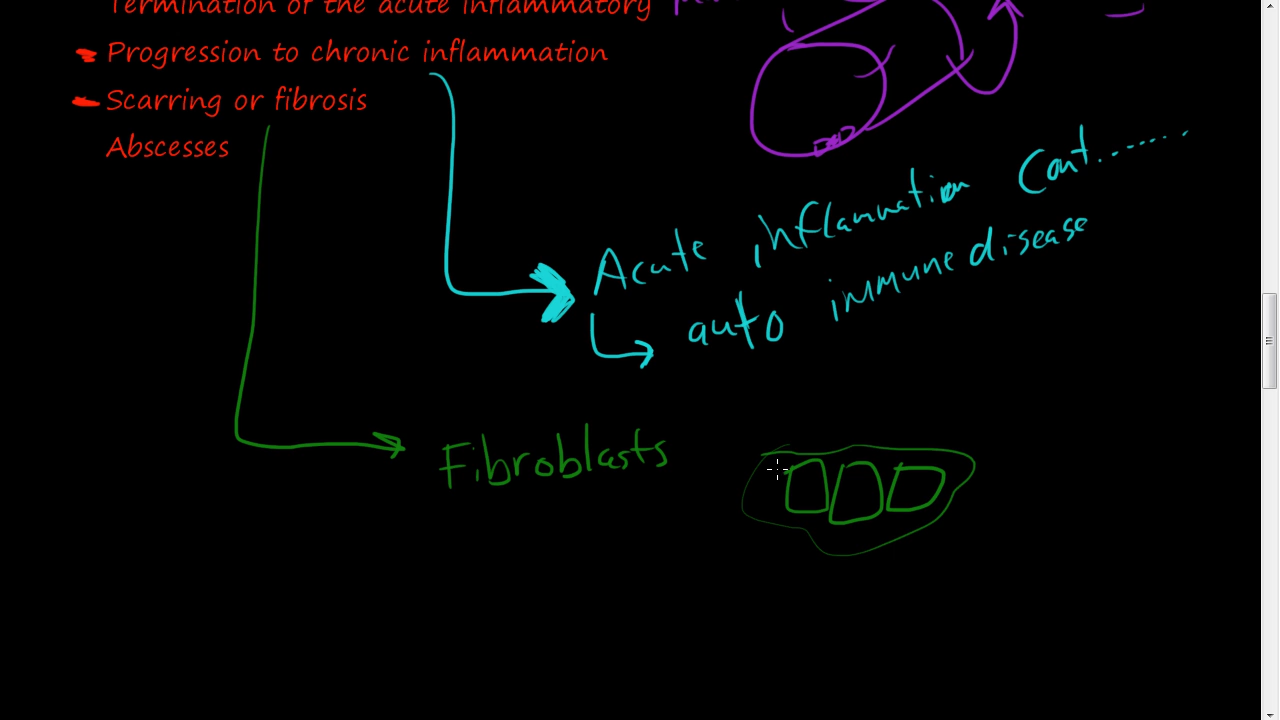 Termination of the acute inflammatory
Progression to chronic inflammation
Scarring or fibrosis
Abscesses
Acute inflammation Cont.......
auto immune disease
Fibroblasts